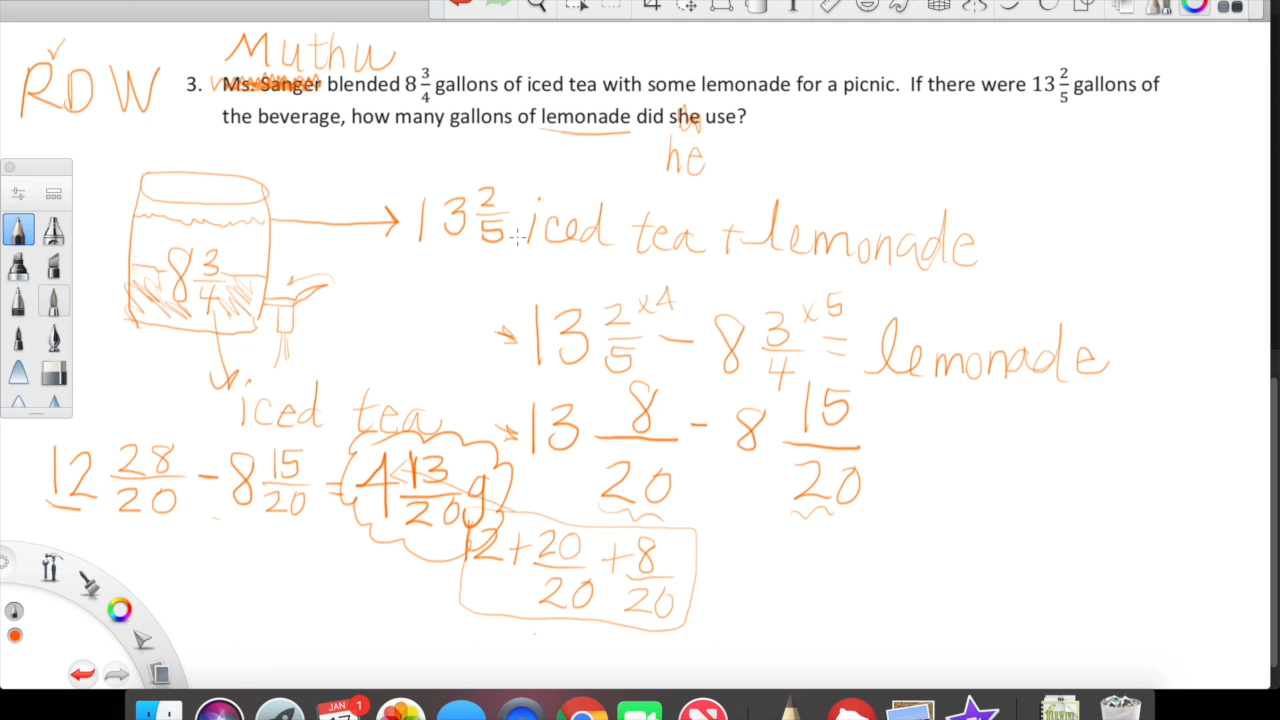 Muthu
RDW
3. Ms. Sanger blended 8 3/4 gallons of iced tea with some lemonade for a picnic. If there were 13 2/5 gallons of
the beverage, how many gallons of lemonade did she use?
he
13 2/5 iced tea + lemonade
8 3/4
13 2/5 ×4 - 8 3/4 ×5 = lemonade
iced tea
13 8/20 - 8 15/20
12 28/20 - 8 15/20 = 4 13/20 g
12 + 20/20 + 8/20
JAN
17
1